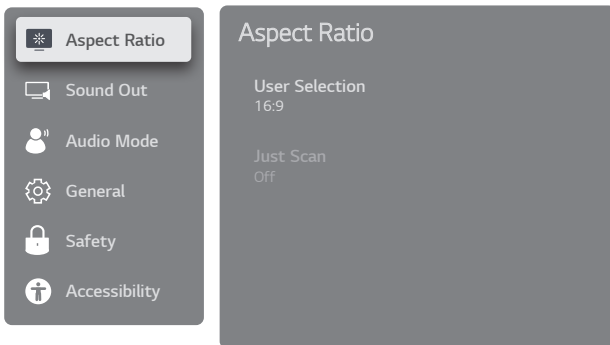 Aspect Ratio
Sound Out
Audio Mode
General
Safety
Accessibility
Aspect Ratio
User Selection
16:9
Just Scan
Off